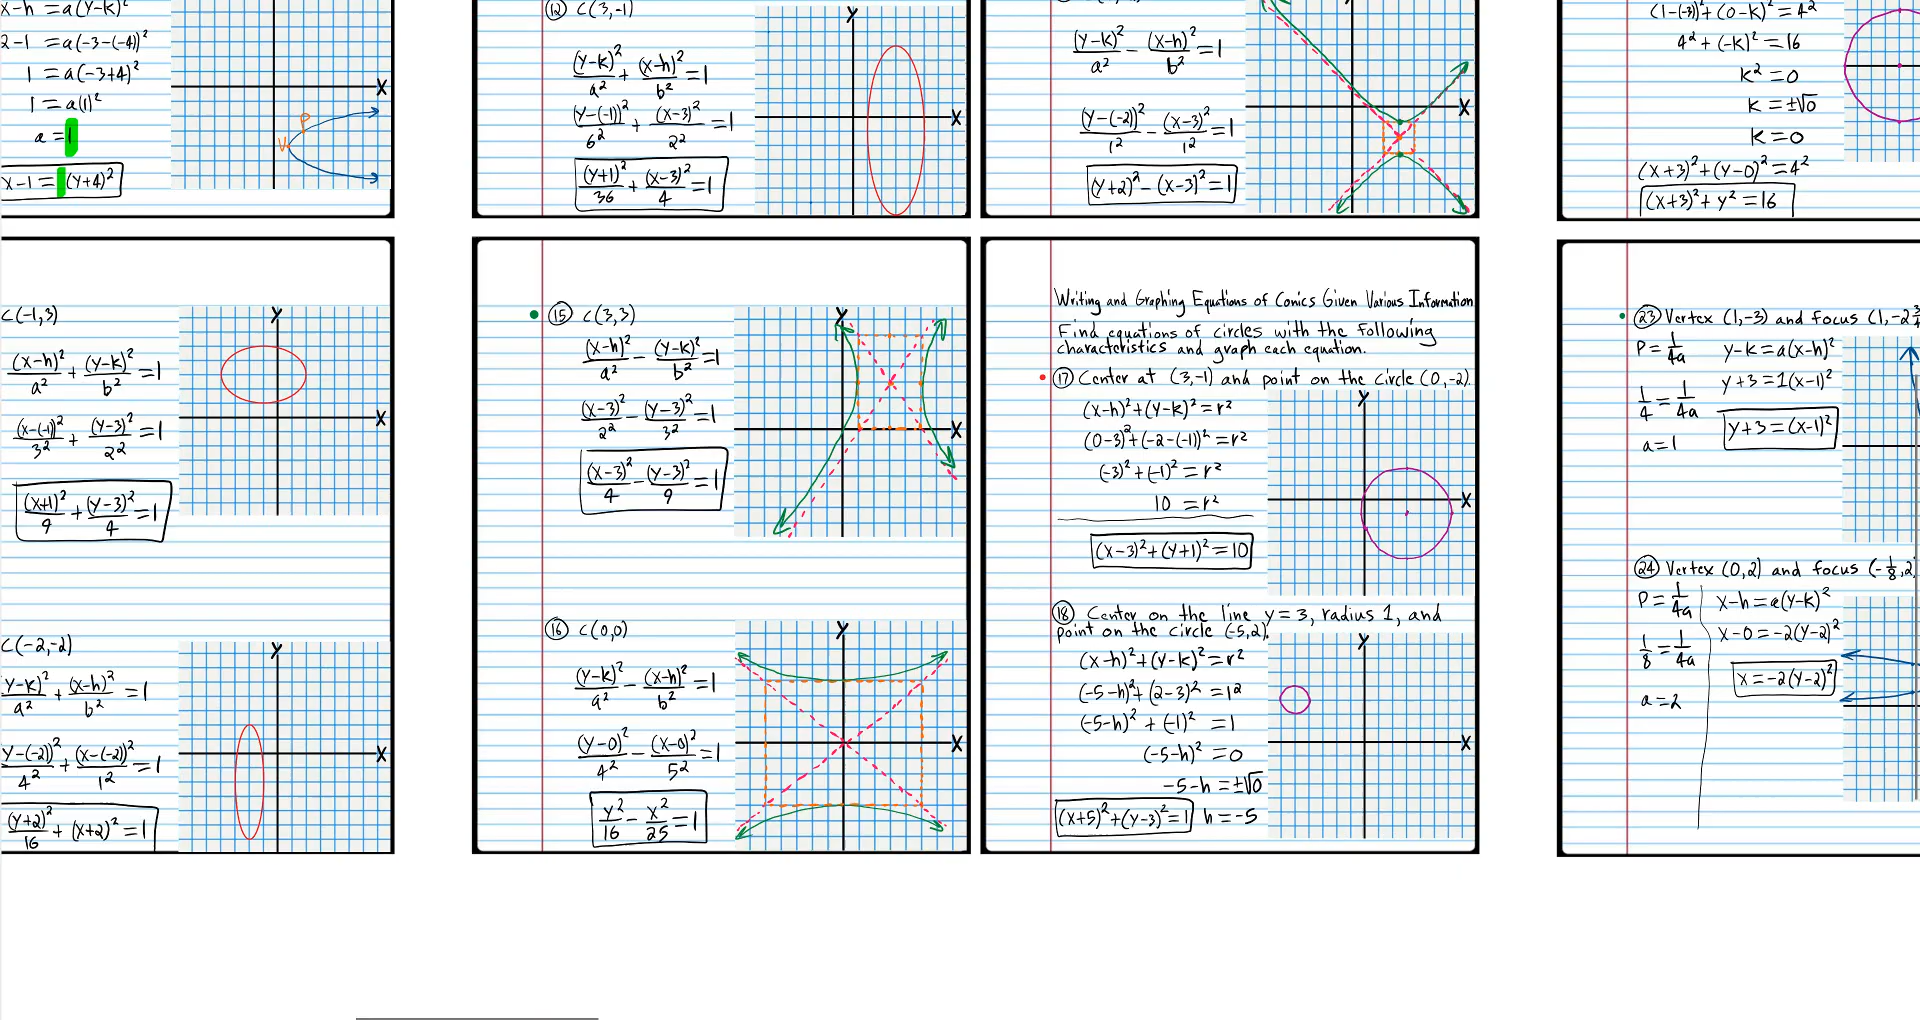 x-h = a(y-k)²
2-1 = a(-3-(-4))²
1 = a(-3+4)²
1 = a(1)²
a = 1
x-1 = 1(y+4)²
X
P
V
⑫ C(3,-1)
(y-k)²/a² + (x-h)²/b² = 1
(y-(-1))²/6² + (x-3)²/2² = 1
(y+1)²/36 + (x-3)²/4 = 1
Y
X
(y-k)²/a² - (x-h)²/b² = 1
(y-(-2))²/1² - (x-3)²/1² = 1
(y+2)² - (x-3)² = 1
X
(1-(-3))² + (0-k)² = 4²
4² + (-k)² = 16
k² = 0
k = ±√0
k = 0
(x+3)² + (y-0)² = 4²
(x+3)² + y² = 16
C(-1,3)
(x-h)²/a² + (y-k)²/b² = 1
(x-(-1))²/3² + (y-3)²/2² = 1
(x+1)²/9 + (y-3)²/4 = 1
Y
X
C(-2,-2)
(y-k)²/a² + (x-h)²/b² = 1
(y-(-2))²/4² + (x-(-2))²/1² = 1
(y+2)²/16 + (x+2)² = 1
Y
X
⑮ C(3,3)
(x-h)²/a² - (y-k)²/b² = 1
(x-3)²/2² - (y-3)²/3² = 1
(x-3)²/4 - (y-3)²/9 = 1
Y
X
⑯ C(0,0)
(y-k)²/a² - (x-h)²/b² = 1
(y-0)²/4² - (x-0)²/5² = 1
y²/16 - x²/25 = 1
Y
X
Writing and Graphing Equations of Conics Given Various Information
Find equations of circles with the following
characteristics and graph each equation.
⑰ Center at (3,-1) and point on the circle (0,-2).
(x-h)² + (y-k)² = r²
(0-3)² + (-2-(-1))² = r²
(-3)² + (-1)² = r²
10 = r²
(x-3)² + (y+1)² = 10
Y
X
⑱ Center on the line y = 3, radius 1, and
point on the circle (-5,2).
(x-h)² + (y-k)² = r²
(-5-h)² + (2-3)² = 1²
(-5-h)² + (-1)² = 1
(-5-h)² = 0
-5-h = ±√0
(x+5)² + (y-3)² = 1 h = -5
Y
X
㉓ Vertex (1,-3) and focus (1,-2 3/4
P = 1/4a y-k = a(x-h)²
1/4 = 1/4a y+3 = 1(x-1)²
a = 1 y+3 = (x-1)²
㉔ Vertex (0,2) and focus (-1/8,2)
P = 1/4a x-h = a(y-k)²
1/8 = 1/4a x-0 = -2(y-2)²
a = 2 x = -2(y-2)²